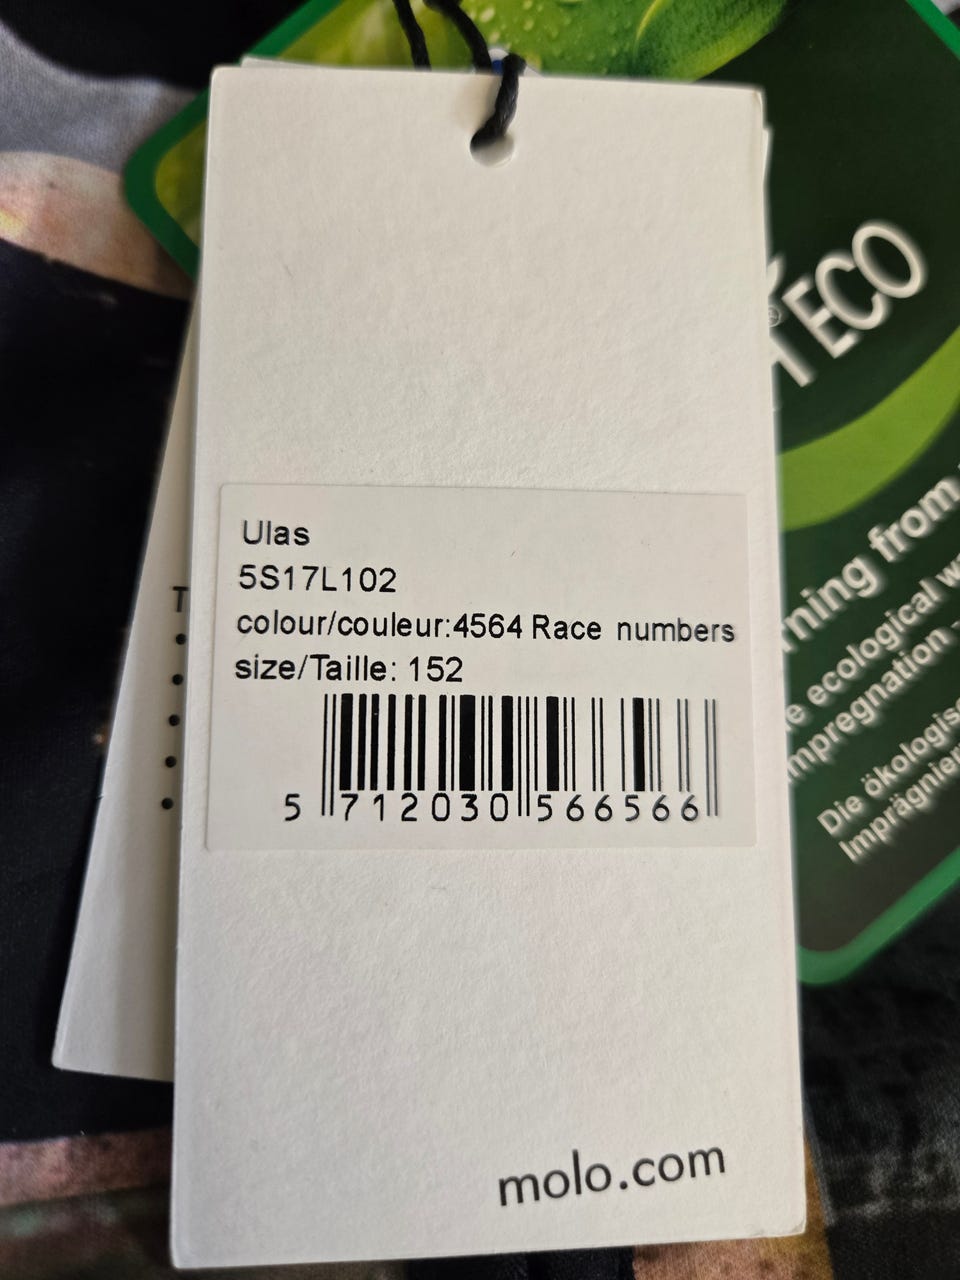 Ulas
5S17L102
colour/couleur:4564 Race numbers
size/Taille: 152
5 712030 566566
molo.com
ECO
from
ecological
mpregnation -
Die ökologis
Imprägnier
T